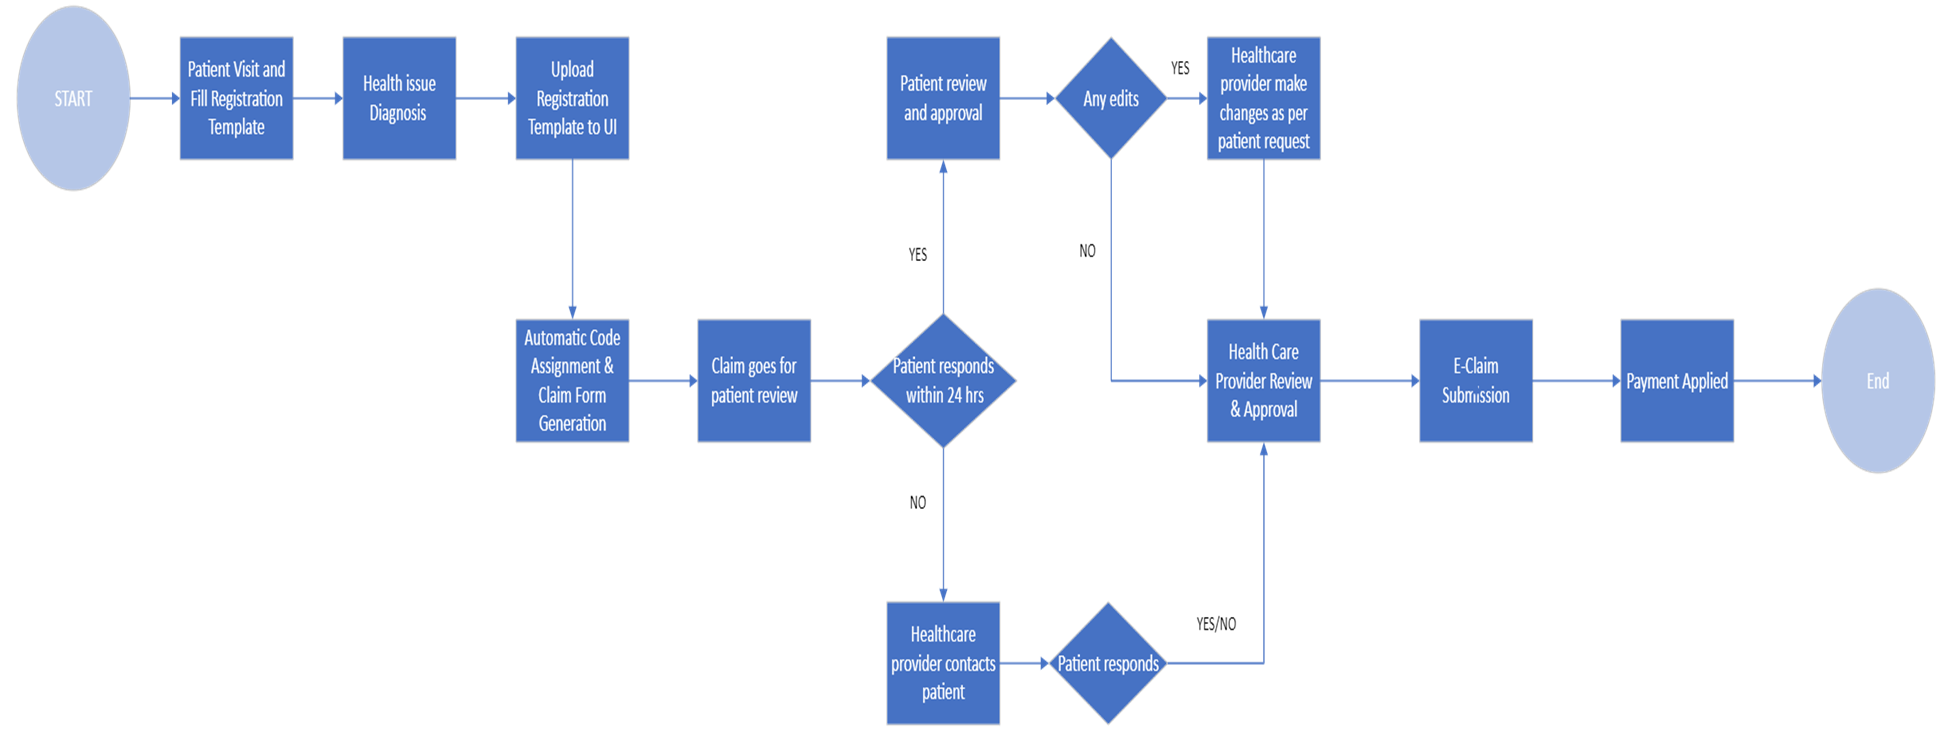 START
Patient Visit and
Fill Registration
Template
Health issue
Diagnosis
Upload
Registration
Template to UI
Automatic Code
Assignment &
Claim Form
Generation
Claim goes for
patient review
Patient responds
within 24 hrs
YES
Patient review
and approval
Any edits
YES
Healthcare
provider make
changes as per
patient request
NO
NO
Healthcare
provider contacts
patient
Patient responds
YES/NO
Health Care
Provider Review
& Approval
E-Claim
Submission
Payment Applied
End